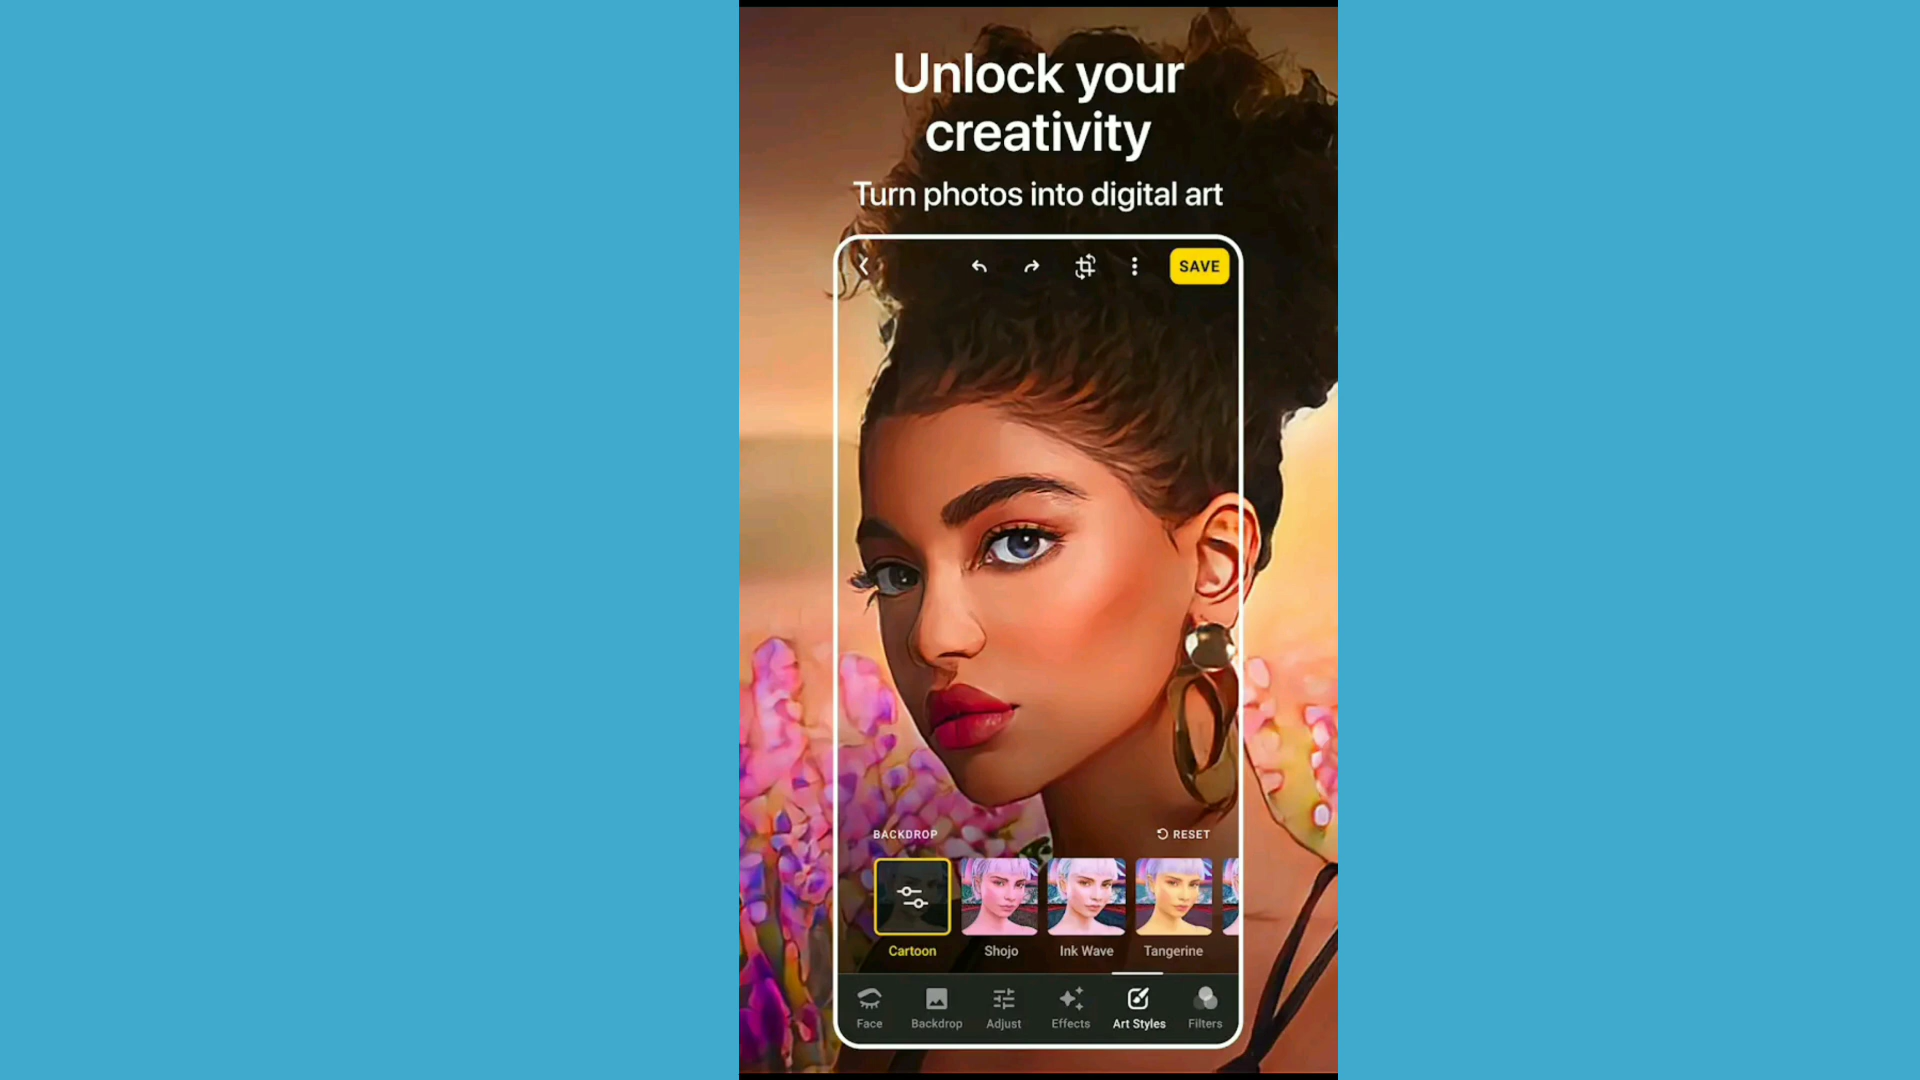 Unlock your
creativity
Turn photos into digital art
SAVE
BACKDROP RESET
Cartoon Shojo Ink Wave Tangerine
Face Backdrop Adjust Effects Art Styles Filters